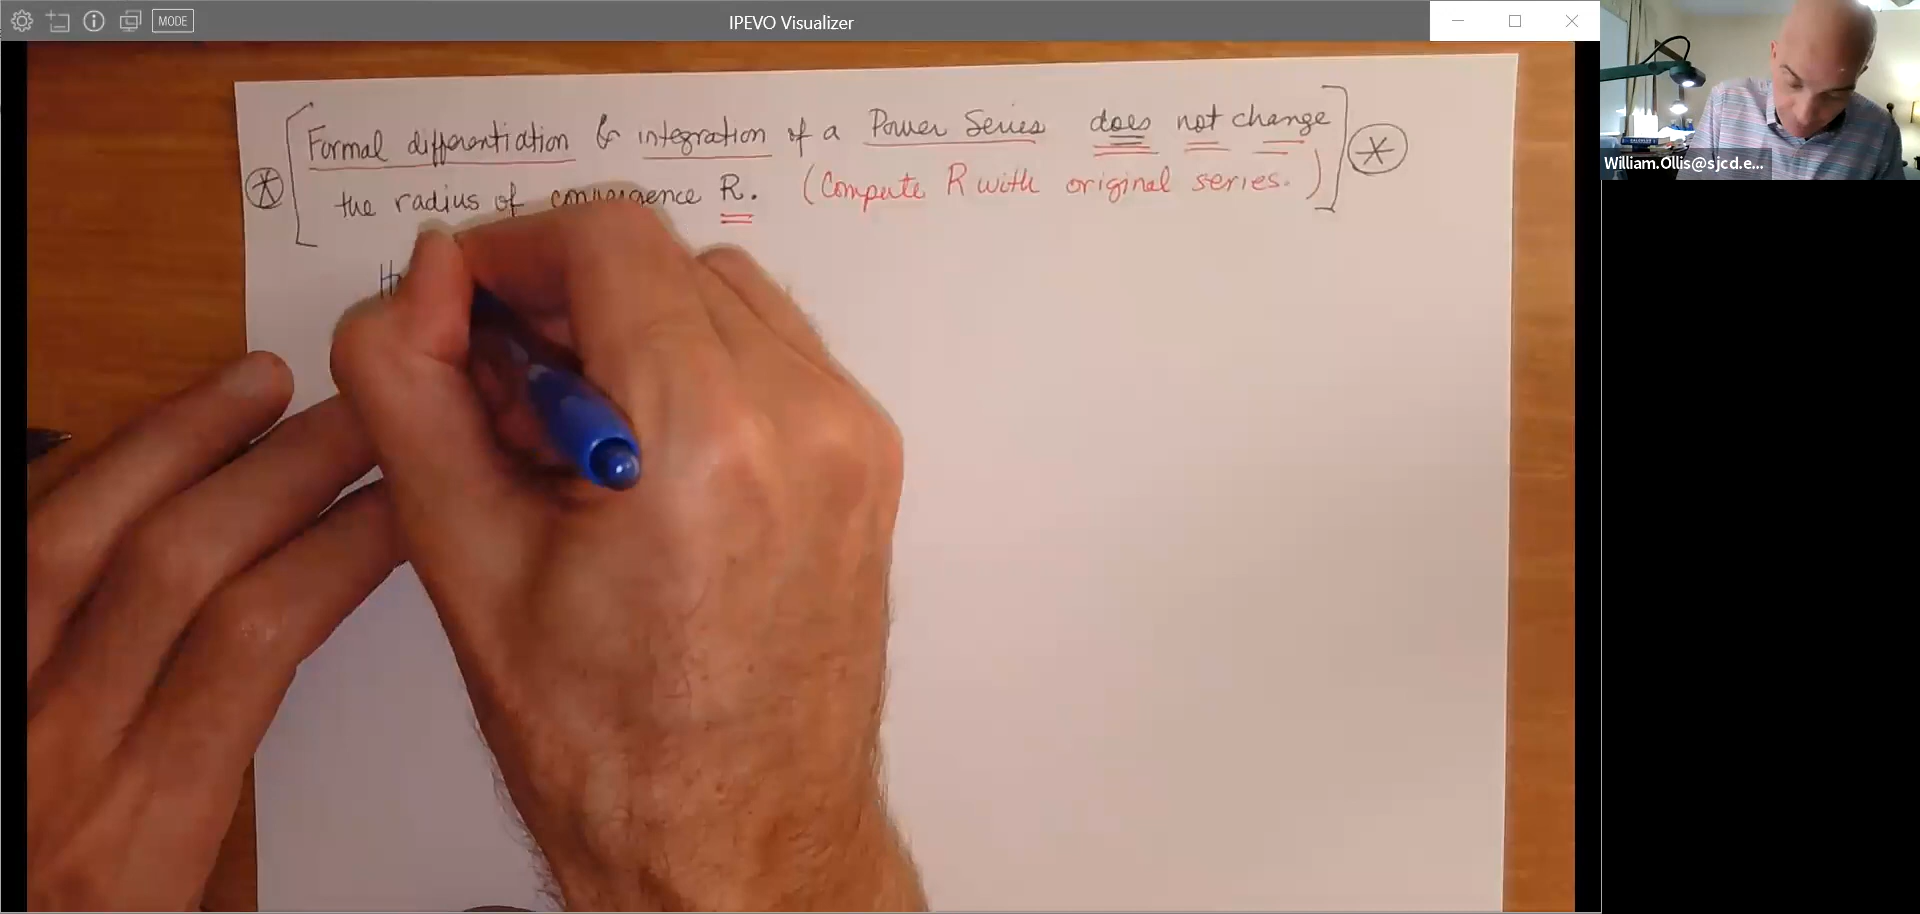 MODE
IPEVO Visualizer
Formal differentiation & integration of a Power Series does not change
the radius of convergence R. (Compute R with original series.)
William.Ollis@sjcd.e...